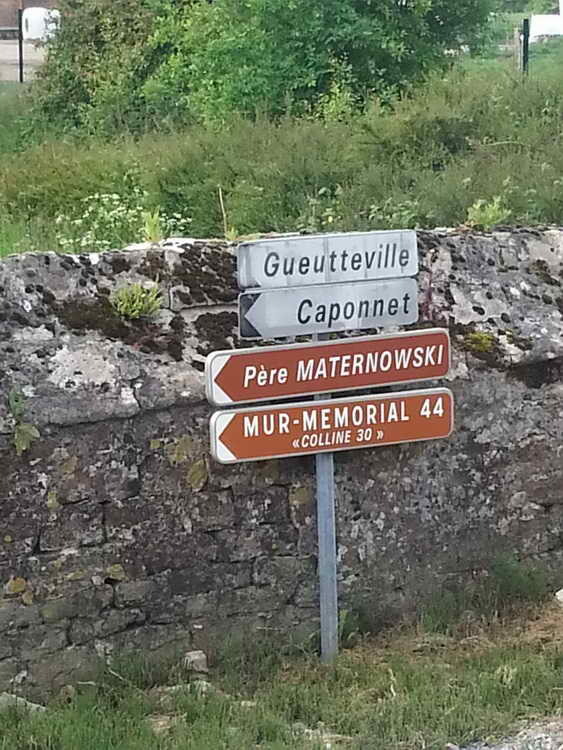 Gueutteville
Caponnet
Père MATERNOWSKI
MUR-MEMORIAL 44
«COLLINE 30»